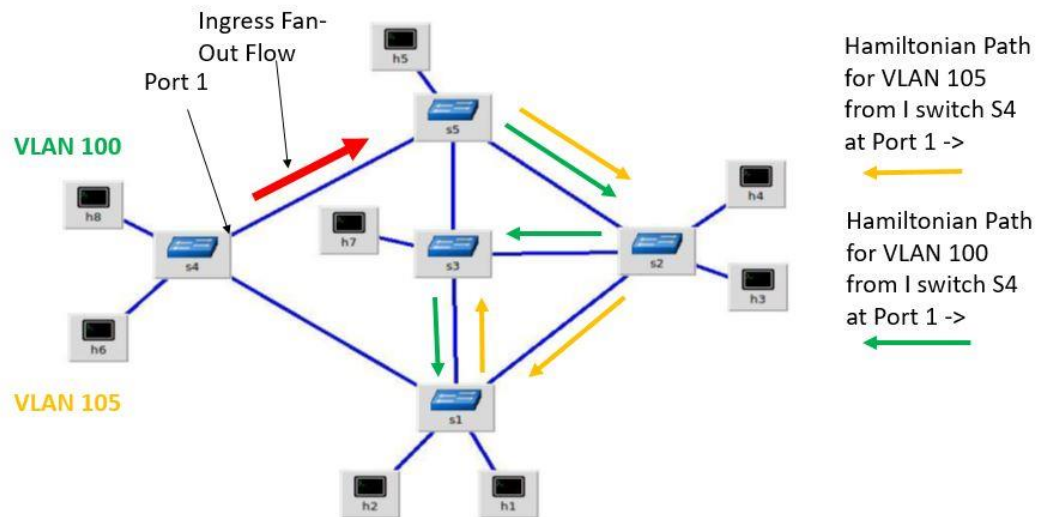 Ingress Fan-
Out Flow
Port 1
VLAN 100
h5
s5
h8
h7
h4
s4
s3
s2
h3
h6
VLAN 105
s1
h2
h1
Hamiltonian Path
for VLAN 105
from I switch S4
at Port 1 ->
Hamiltonian Path
for VLAN 100
from I switch S4
at Port 1 ->